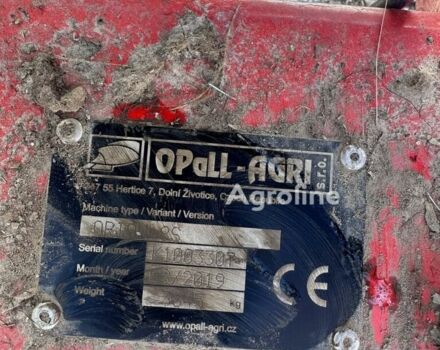 OPaLL-AGRI s.r.o.
Agroline
747 55 Hertice 7, Dolní Životice,
Machine type / Variant / Version
Serial number
Month / year /2019
Weight kg
CE
www.opall-agri.cz